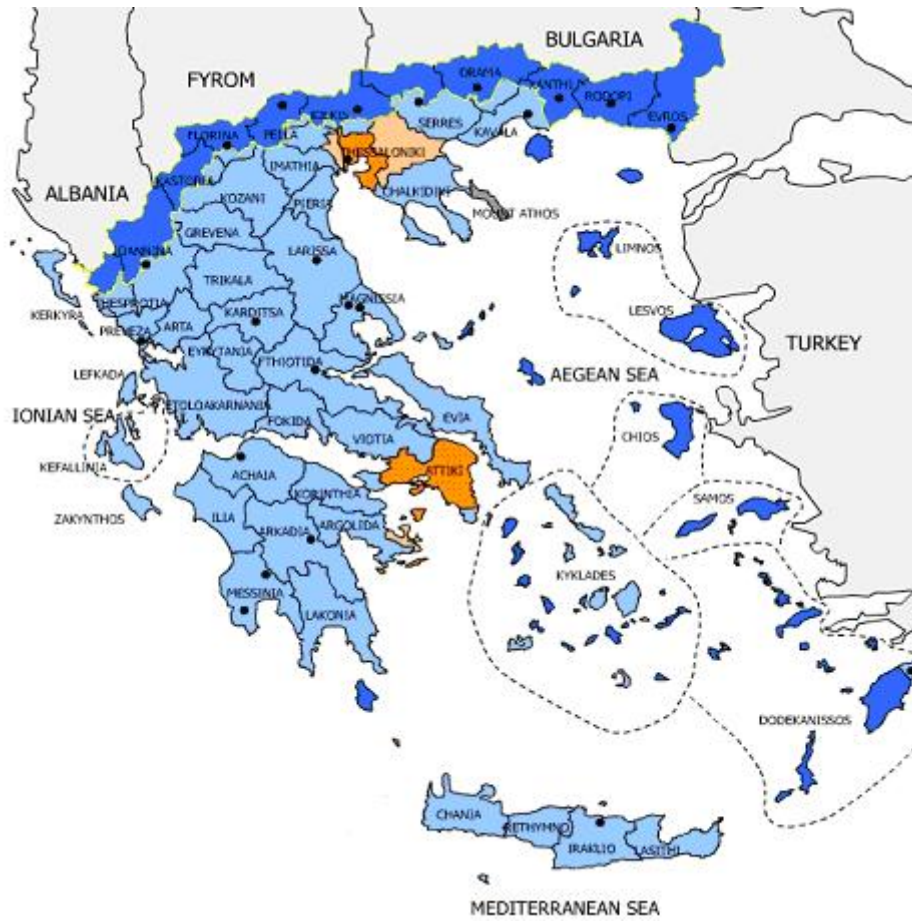 BULGARIA
FYROM
DRAMA
XANTHI
RODOPI
KILKIS
PELLA
SERRES
EVROS
FLORINA
KAVALA
THESSALONIKI
IMATHIA
KASTORIA
ALBANIA
CHALKIDIKI
KOZANI
PIERIA
MOUNT ATHOS
GREVENA
IOANNINA
LARISSA
LIMNOS
TRIKALA
THESPROTIA
MAGNISSIA
LESVOS
KERKYRA
KARDITSA
ARTA
PREVEZA
TURKEY
EYRYTANIA
FTHIOTIDA
LEFKADA
AEGEAN SEA
ETOLOAKARNANIA
IONIAN SEA
EVIA
FOKIDA
VIOTIA
CHIOS
KEFALLINIA
ATTIKI
ACHAIA
KORINTHIA
SAMOS
ZAKYNTHOS
ILIA
ARGOLIDA
ARKADIA
KYKLADES
MESSINIA
LAKONIA
DODEKANISSOS
CHANIA
RETHYMNO
IRAKLIO
LASITHI
MEDITERRANEAN SEA